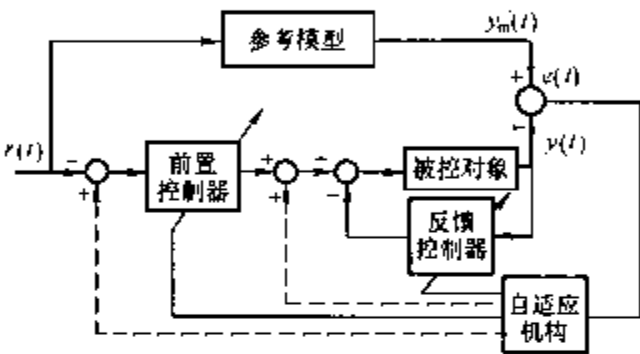 参考模型
ym(t)
e(t)
r(t)
前置
控制器
被控对象
y(t)
反馈
控制器
自适应
机构